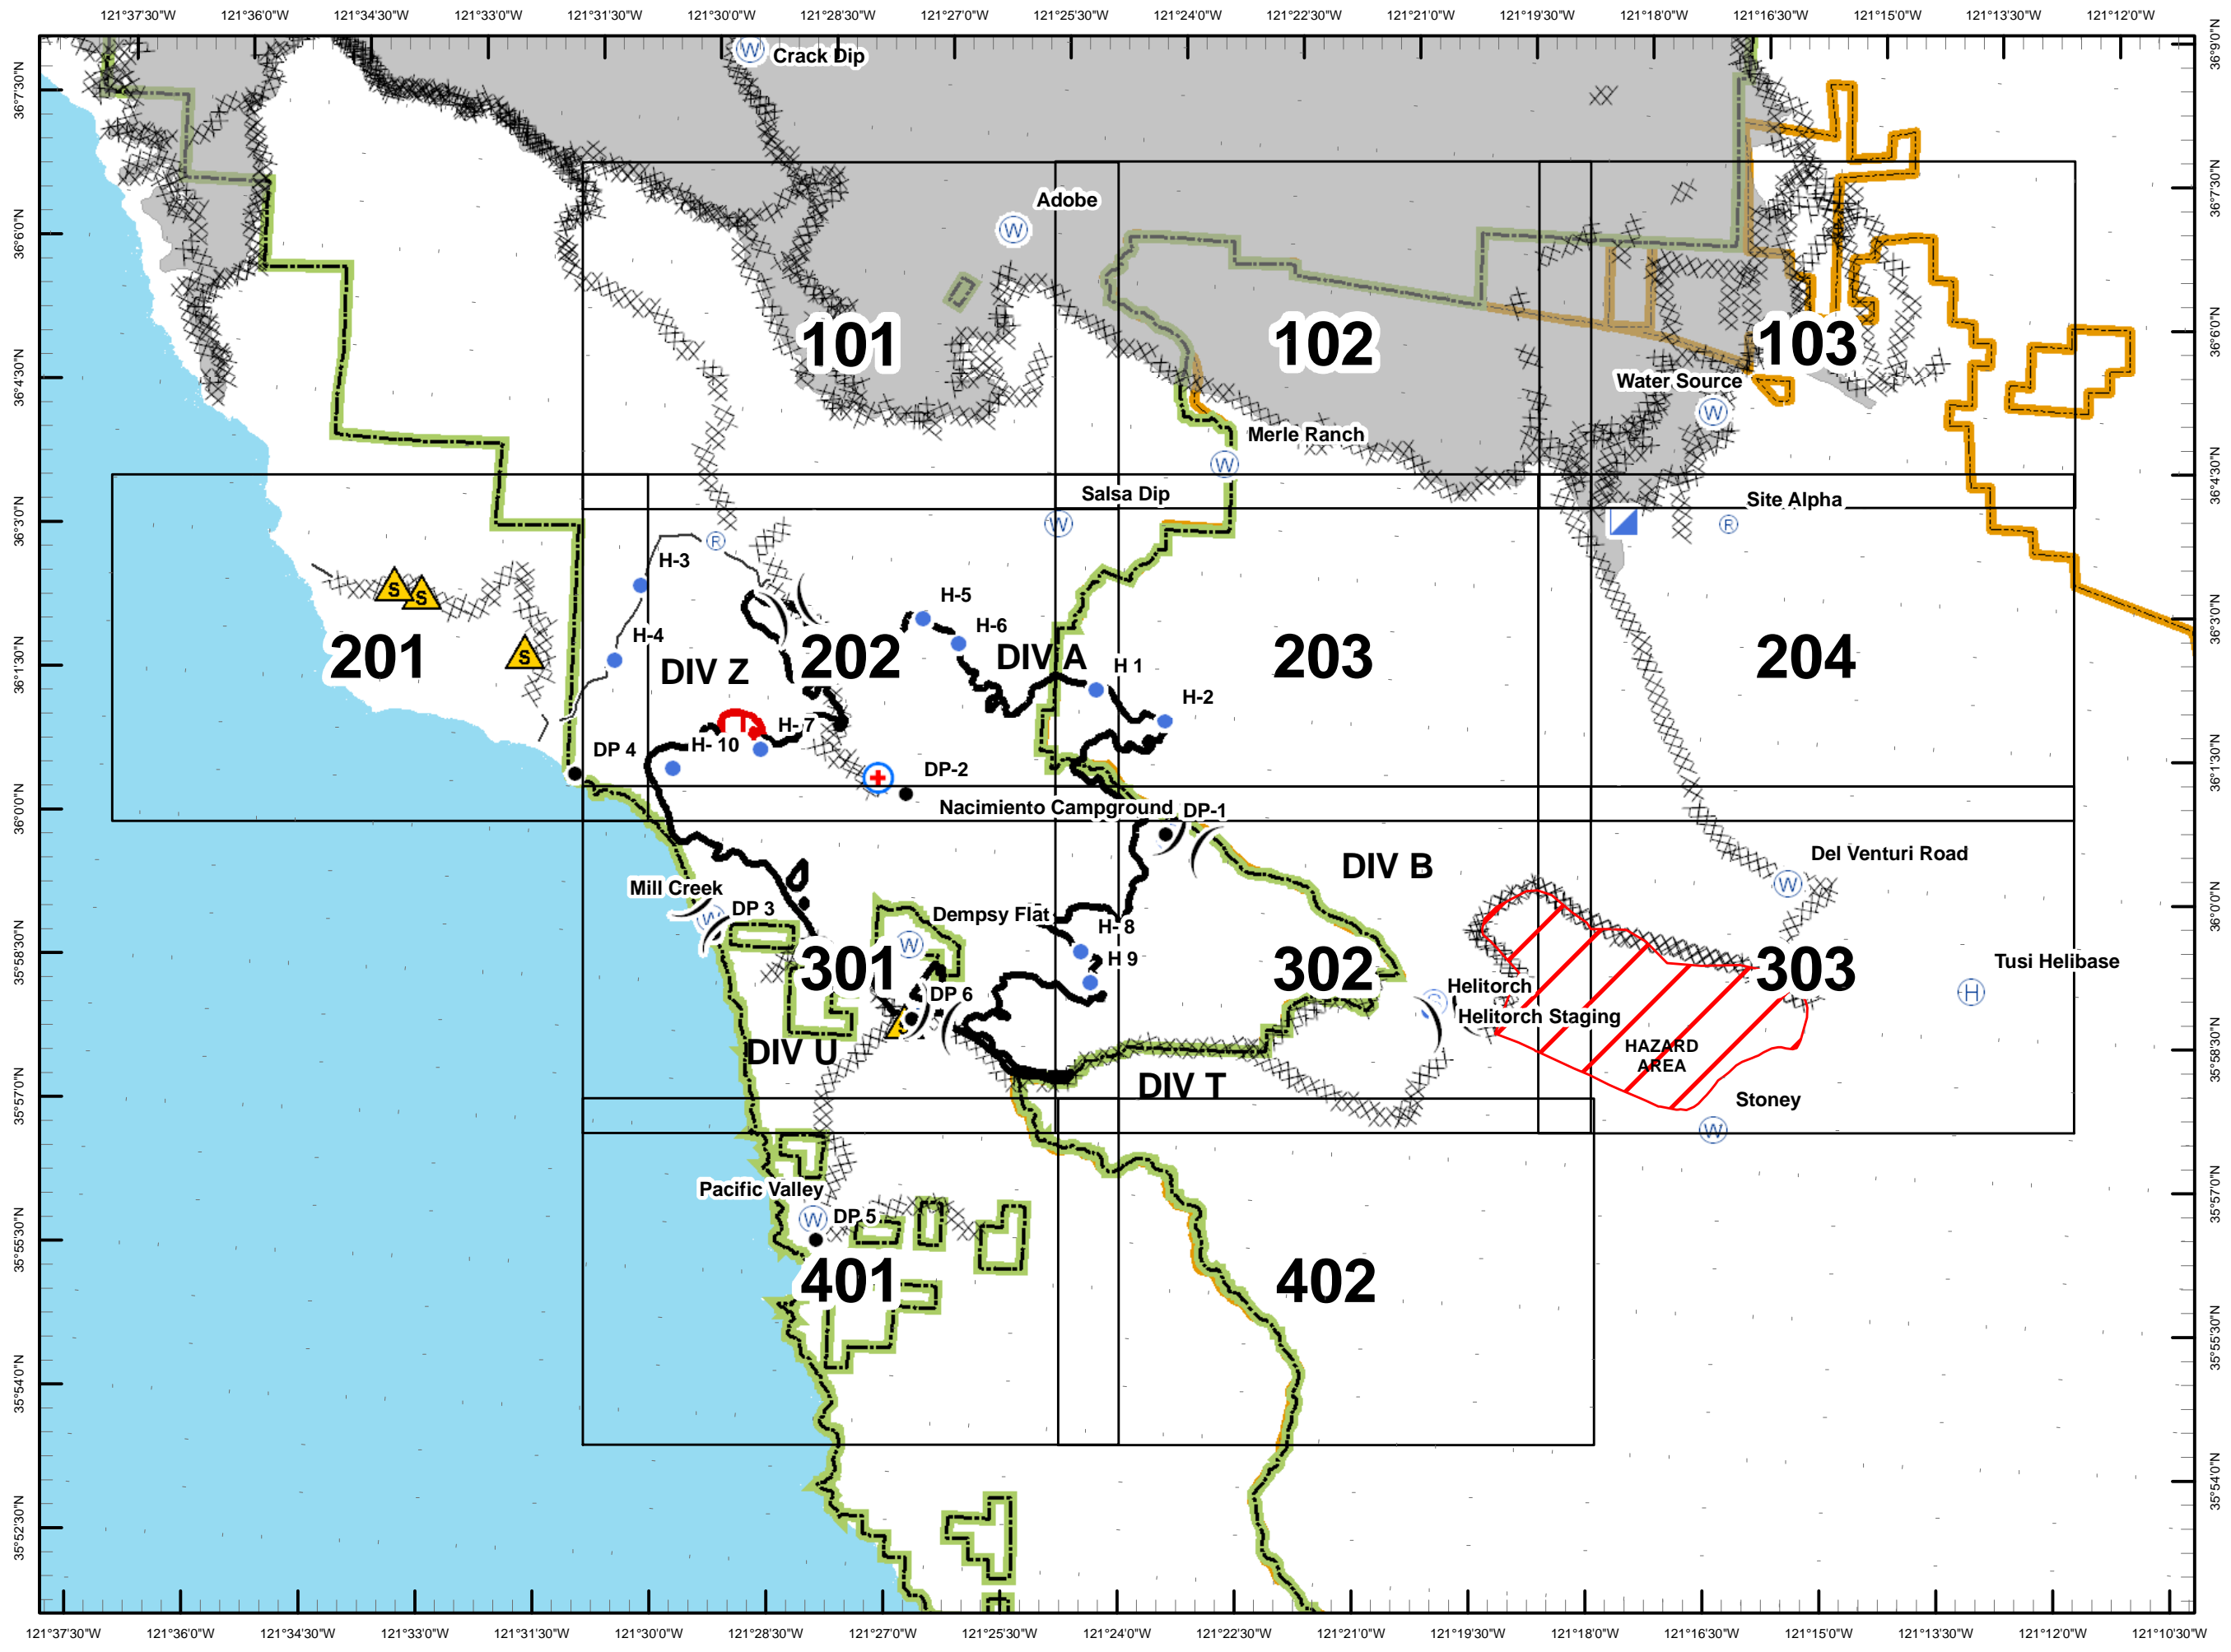 121°37'30"W 121°36'0"W 121°34'30"W 121°33'0"W 121°31'30"W 121°30'0"W 121°28'30"W 121°27'0"W 121°25'30"W 121°24'0"W 121°22'30"W 121°21'0"W 121°19'30"W 121°18'0"W 121°16'30"W 121°15'0"W 121°13'30"W 121°12'0"W
36°9'0"N
W Crack Dip
36°7'30"N
36°7'30"N
Adobe
W
36°6'0"N
36°6'0"N
101 102 103
36°4'30"N
Water Source
W
Merle Ranch
W
36°4'30"N
Salsa Dip
W
Site Alpha
R
36°3'0"N
R
H-3
S S
H-5
36°3'0"N
H-6
H-4
201 202 203 204
S
DIV A
DIV Z
H 1
36°1'30"N
H-2
H-7
H-10
DP 4
DP-2
36°1'30"N
Nacimiento Campground
DP-1
36°0'0"N
DIV B
Del Venturi Road
W
Mill Creek
W
DP 3
Dempsy Flat
W
H-8
36°0'0"N
35°58'30"N
H 9
301 302 303
Tusi Helibase
H
DP 6
Helitorch
Helitorch Staging
HAZARD
AREA
DIV U
35°58'30"N
DIV T
35°57'0"N
Stoney
W
Pacific Valley
W
DP 5
35°57'0"N
35°55'30"N
401 402
35°55'30"N
35°54'0"N
35°54'0"N
35°52'30"N
121°37'30"W 121°36'0"W 121°34'30"W 121°33'0"W 121°31'30"W 121°30'0"W 121°28'30"W 121°27'0"W 121°25'30"W 121°24'0"W 121°22'30"W 121°21'0"W 121°19'30"W 121°18'0"W 121°16'30"W 121°15'0"W 121°13'30"W 121°12'0"W 121°10'30"W